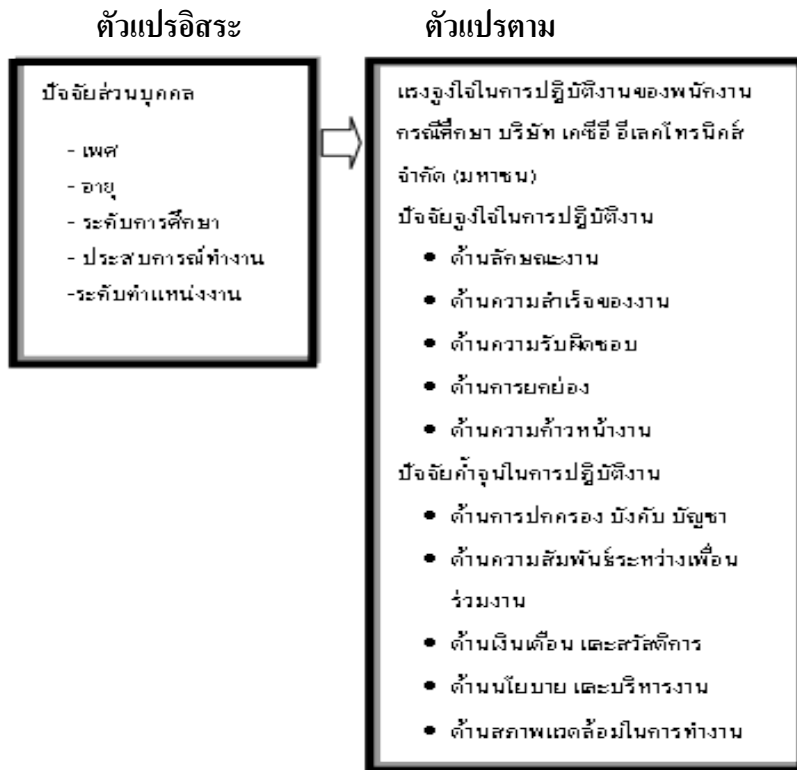 ตัวแปรอิสระ
ตัวแปรตาม
ปัจจัยส่วนบุคคล
- เพศ
- อายุ
- ระดับการศึกษา
- ประสบการณ์ทำงาน
-ระดับตำแหน่งงาน
แรงจูงใจในการปฏิบัติงานของพนักงาน
กรณีศึกษา บริษัท เคซีอี อีเลคโทรนิคส์
จำกัด (มหาชน)
ปัจจัยจูงใจในการปฏิบัติงาน
• ด้านลักษณะงาน
• ด้านความสำเร็จของงาน
• ด้านความรับผิดชอบ
• ด้านการยกย่อง
• ด้านความก้าวหน้างาน
ปัจจัยค้ำจุนในการปฏิบัติงาน
• ด้านการปกครอง บังคับ บัญชา
• ด้านความสัมพันธ์ระหว่างเพื่อน
ร่วมงาน
• ด้านเงินเดือน และสวัสดิการ
• ด้านนโยบาย และบริหารงาน
• ด้านสภาพแวดล้อมในการทำงาน